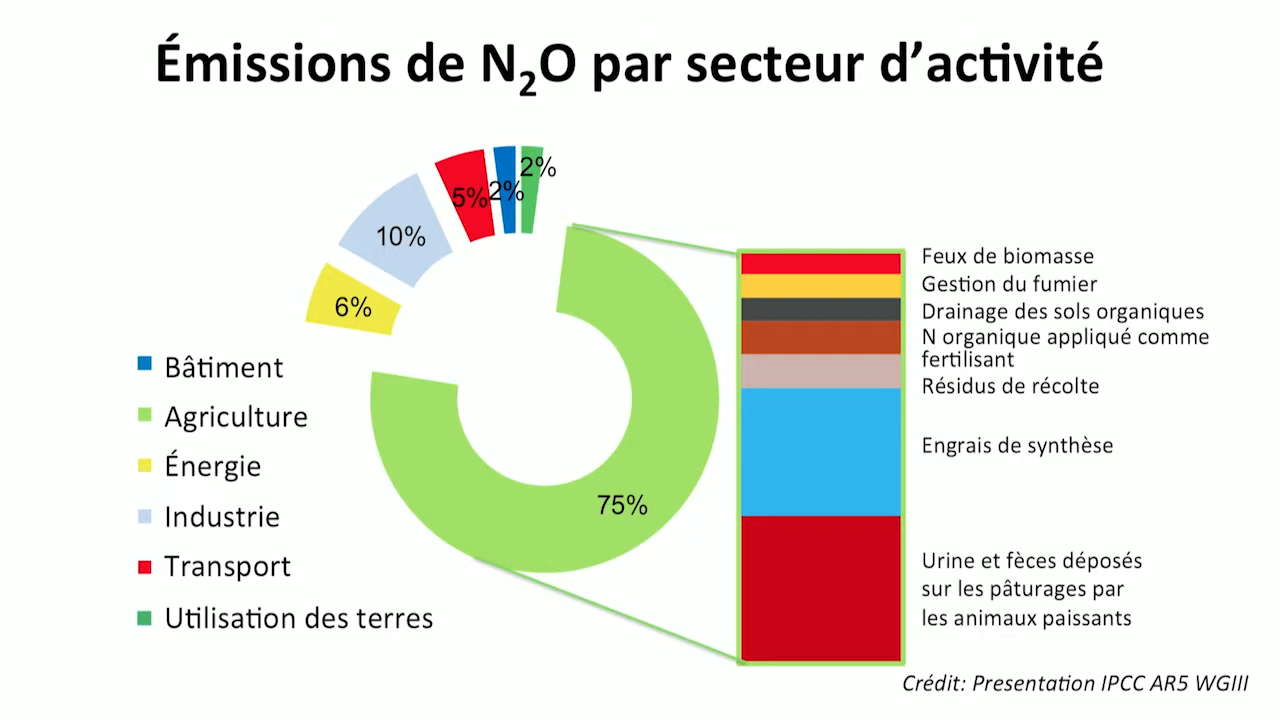 Émissions de N₂O par secteur d’activité
2%
5%
2%
10%
6%
75%
Bâtiment
Agriculture
Énergie
Industrie
Transport
Utilisation des terres
Feux de biomasse
Gestion du fumier
Drainage des sols organiques
N organique appliqué comme
fertilisant
Résidus de récolte
Engrais de synthèse
Urine et fèces déposés
sur les pâturages par
les animaux paissants
Crédit: Presentation IPCC AR5 WGIII